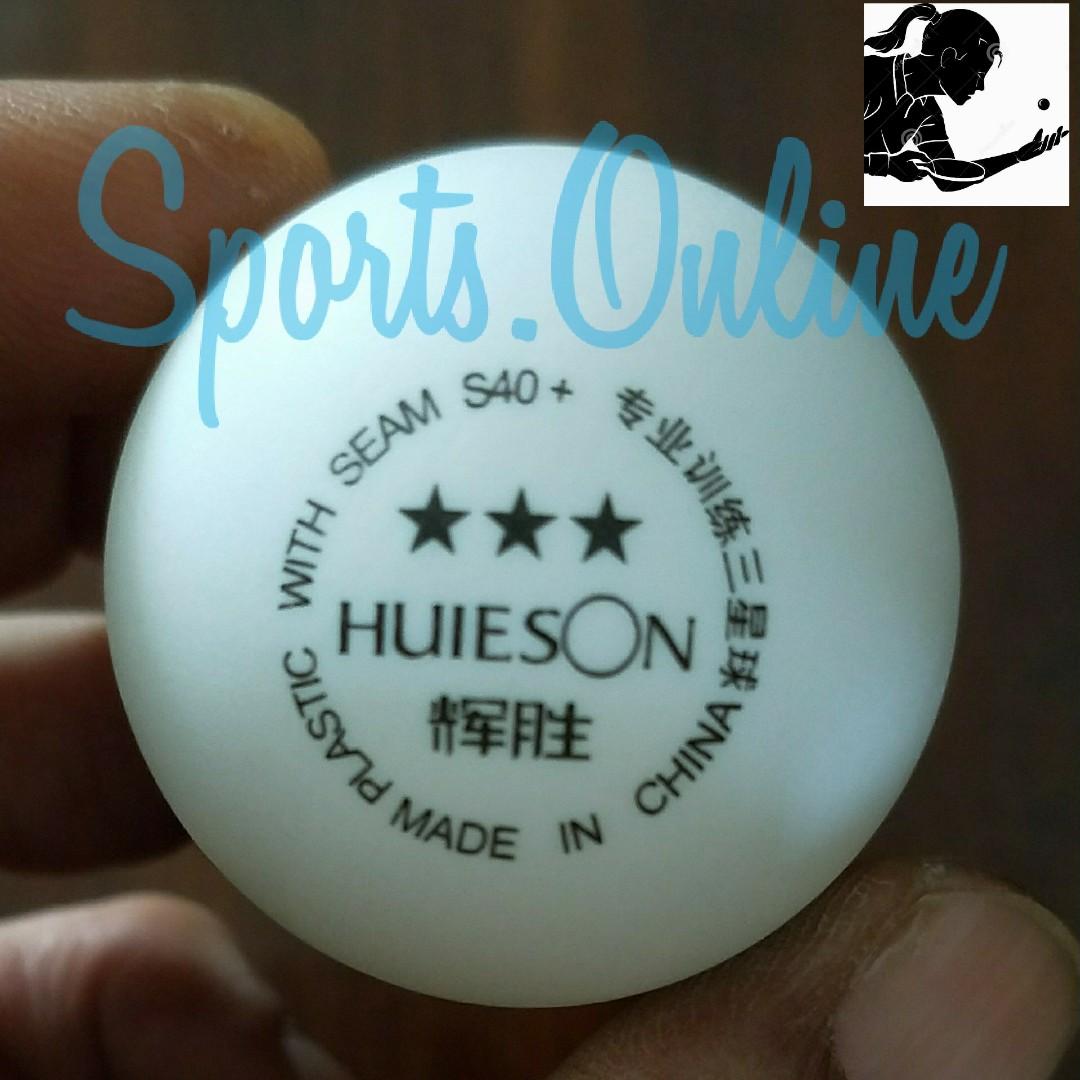 Sports.Online
PLASTIC WITH SEAM S40+ 专业训练三星球
★★★
HUIESON
辉胜
MADE IN CHINA